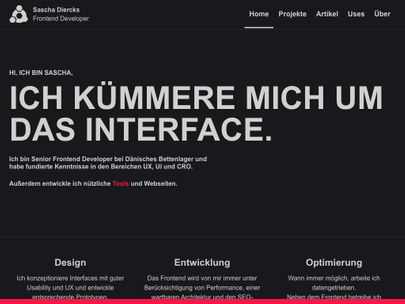 Sascha Diercks
Frontend Developer
Home Projekte Artikel Uses Über
HI, ICH BIN SASCHA,
ICH KÜMMERE MICH UM
DAS INTERFACE.
Ich bin Senior Frontend Developer bei Dänisches Bettenlager und
habe fundierte Kenntnisse in den Bereichen UX, UI und CRO.
Außerdem entwickle ich nützliche Tools und Webseiten.
Design
Ich konzeptioniere Interfaces mit guter
Usability und UX und entwickle
entsprechende Prototypen.
Entwicklung
Das Frontend wird von mir immer unter
Berücksichtigung von Performance, einer
wartbaren Architektur und den SEO-
Optimierung
Wann immer möglich, arbeite ich
datengetrieben.
Neben dem Frontend betreibe ich